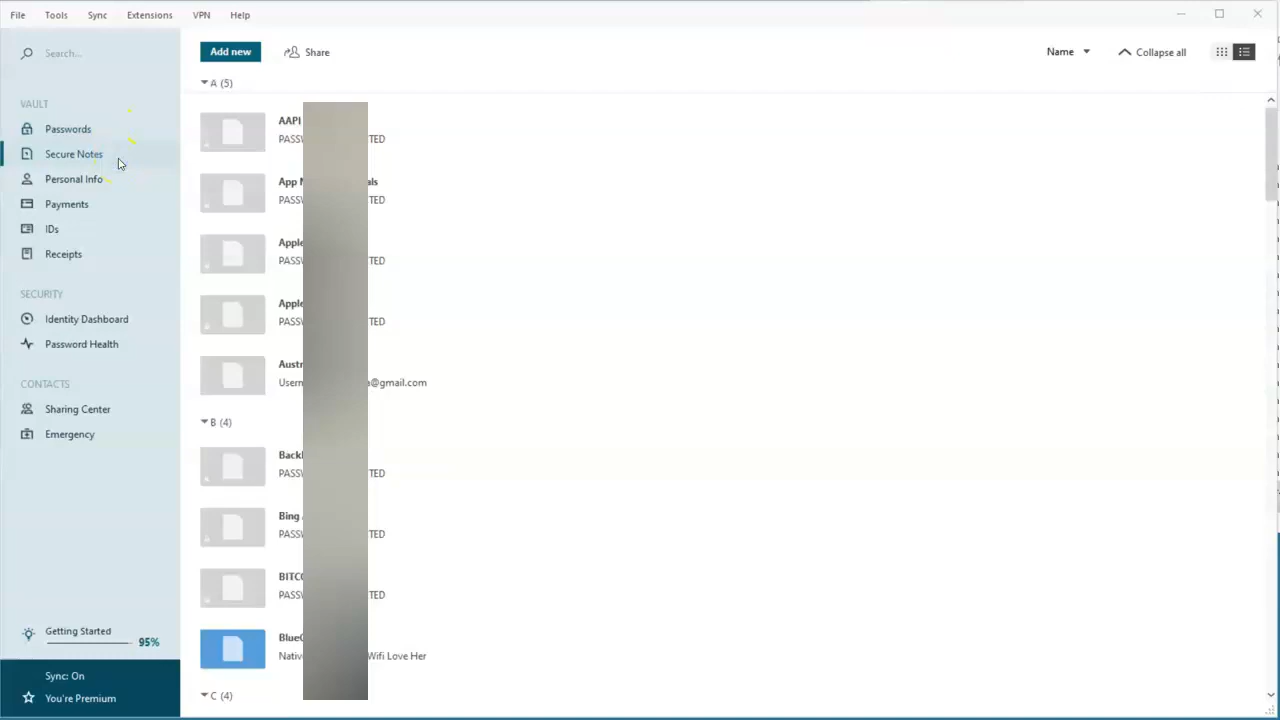 File Tools Sync Extensions VPN Help
Search...
VAULT
Passwords
Secure Notes
Personal Info
Payments
IDs
Receipts
SECURITY
Identity Dashboard
Password Health
CONTACTS
Sharing Center
Emergency
Getting Started
95%
Sync: On
You're Premium
Add new Share Name Collapse all
A (5)
AAPI
PASSW TED
App als
PASSW TED
Apple
PASSW TED
Apple
PASSW TED
Austr
Usern a@gmail.com
B (4)
Back
PASSW TED
Bing
PASSW TED
BITCO
PASSW TED
Blue
Nativ Wifi Love Her
C (4)